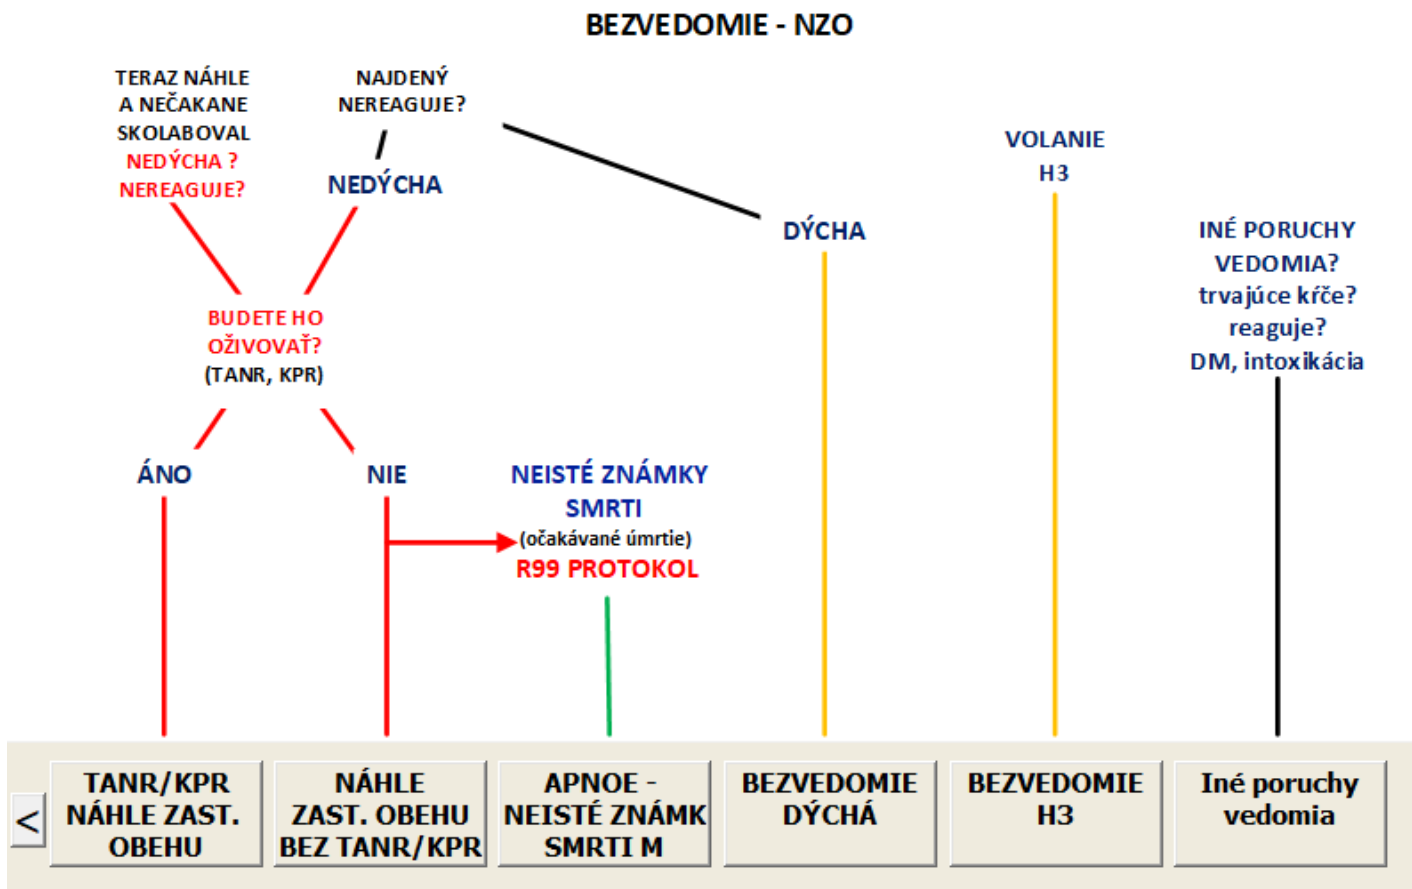 BEZVEDOMIE - NZO
TERAZ NÁHLE
A NEČAKANE
SKOLABOVAL
NEDÝCHA ?
NEREAGUJE?
NAJDENÝ
NEREAGUJE?
NEDÝCHA
DÝCHA
VOLANIE
H3
INÉ PORUCHY
VEDOMIA?
trvajúce kŕče?
reaguje?
DM, intoxikácia
BUDETE HO
OŽIVOVAŤ?
(TANR, KPR)
ÁNO
NIE
NEISTÉ ZNÁMKY
SMRTI
(očakávané úmrtie)
R99 PROTOKOL
<
TANR/KPR
NÁHLE ZAST.
OBEHU
NÁHLE
ZAST. OBEHU
BEZ TANR/KPR
APNOE -
NEISTÉ ZNÁMK
SMRTI M
BEZVEDOMIE
DÝCHÁ
BEZVEDOMIE
H3
Iné poruchy
vedomia